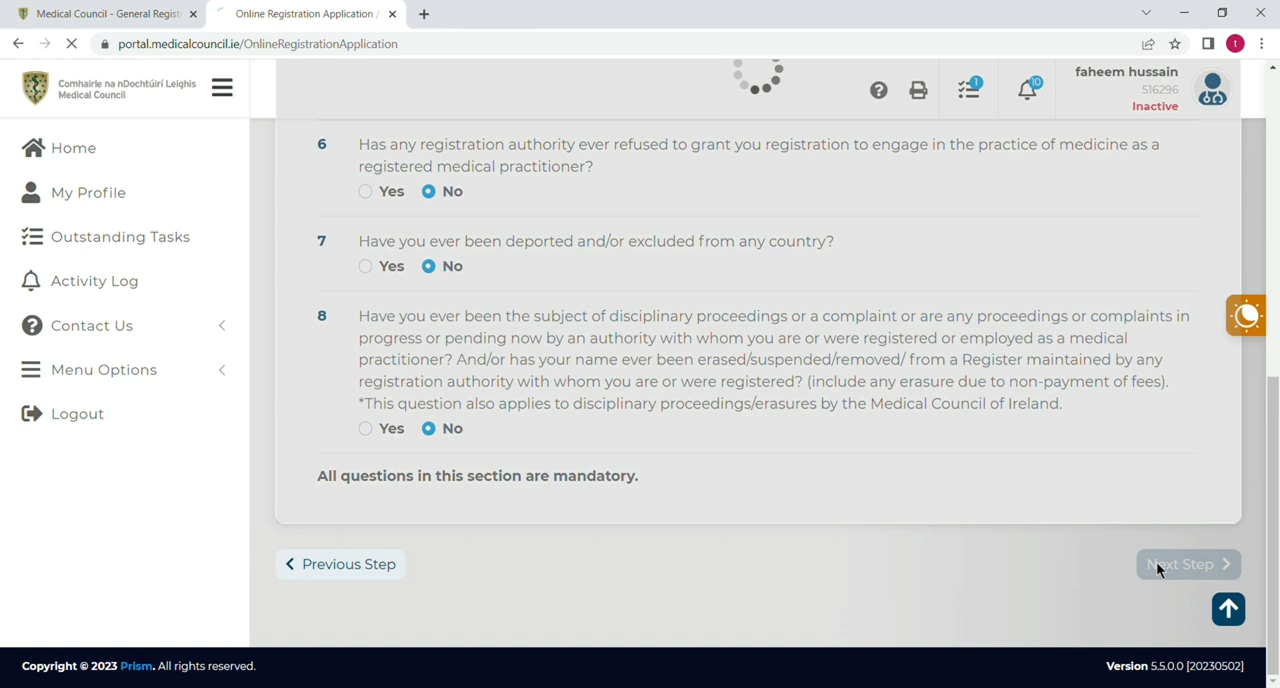 Medical Council - General Regist
Online Registration Application /
portal.medicalcouncil.ie/OnlineRegistrationApplication
t
Comhairle na nDochtúirí Leighis
Medical Council
1
10
faheem hussain
516296
Inactive
Home
My Profile
Outstanding Tasks
Activity Log
Contact Us
Menu Options
Logout
6 Has any registration authority ever refused to grant you registration to engage in the practice of medicine as a
registered medical practitioner?
Yes No
7 Have you ever been deported and/or excluded from any country?
Yes No
8 Have you ever been the subject of disciplinary proceedings or a complaint or are any proceedings or complaints in
progress or pending now by an authority with whom you are or were registered or employed as a medical
practitioner? And/or has your name ever been erased/suspended/removed/ from a Register maintained by any
registration authority with whom you are or were registered? (include any erasure due to non-payment of fees).
*This question also applies to disciplinary proceedings/erasures by the Medical Council of Ireland.
Yes No
All questions in this section are mandatory.
Previous Step
Next Step
Copyright © 2023 Prism. All rights reserved.
Version 5.5.0.0 [20230502]